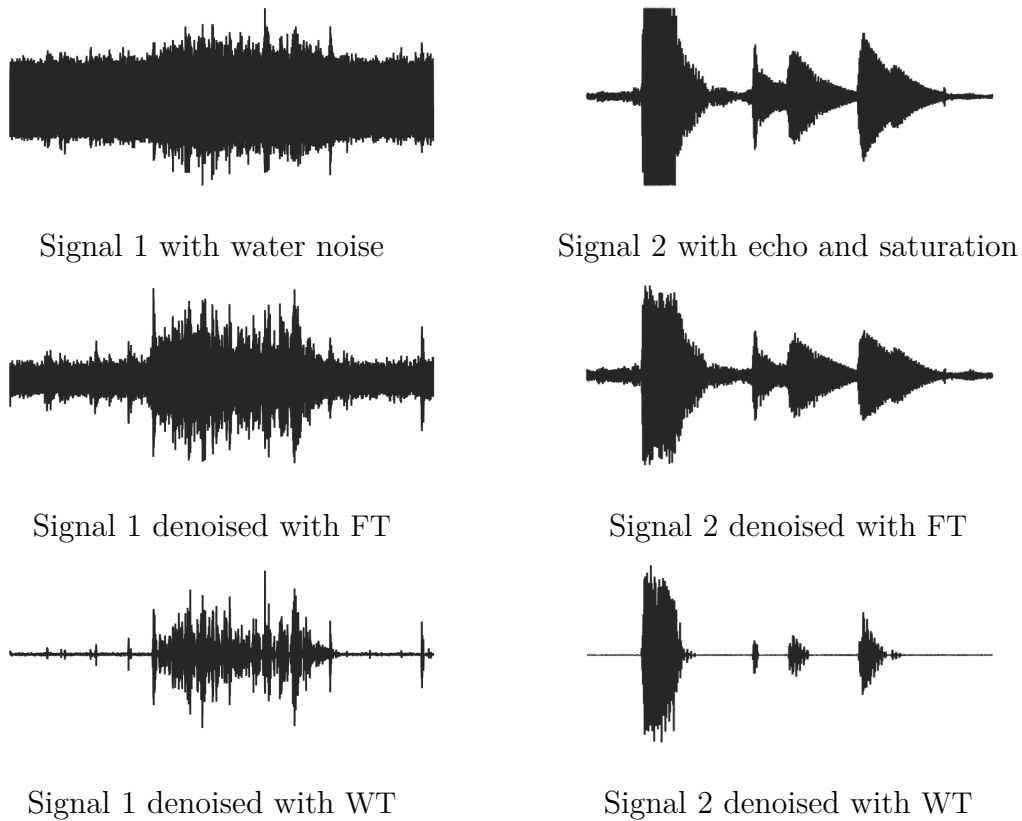 Signal 1 with water noise
Signal 2 with echo and saturation
Signal 1 denoised with FT
Signal 2 denoised with FT
Signal 1 denoised with WT
Signal 2 denoised with WT